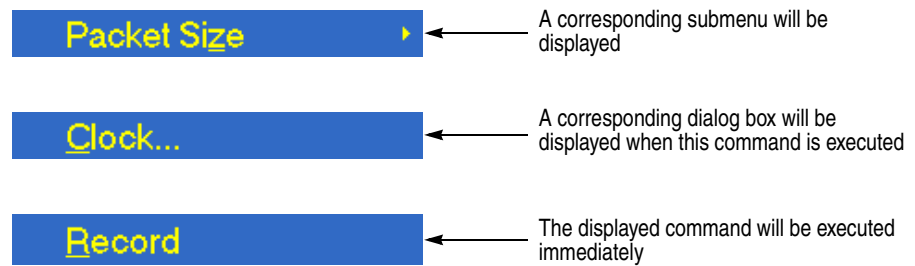 Packet Size
A corresponding submenu will be
displayed
Clock...
A corresponding dialog box will be
displayed when this command is executed
Record
The displayed command will be executed
immediately